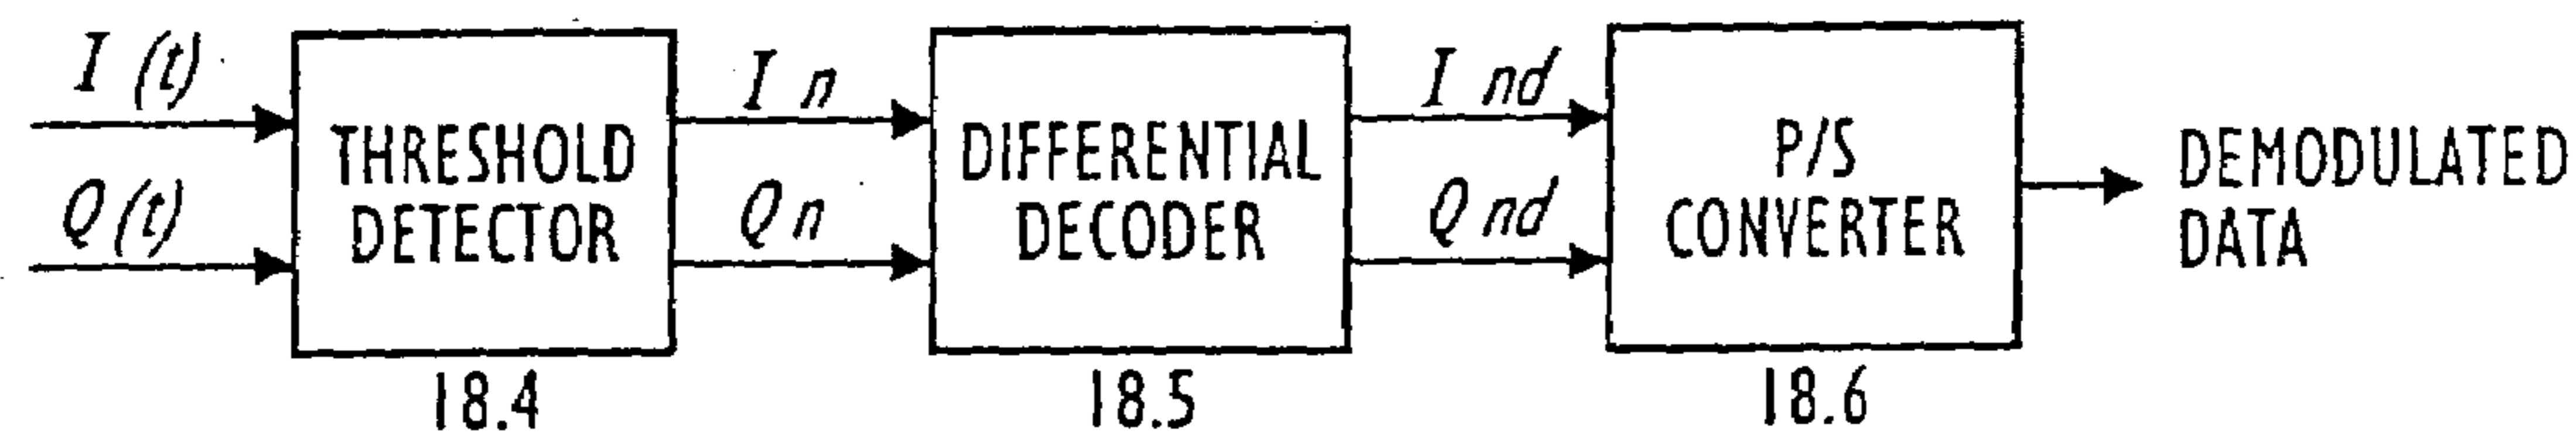 I (t)
Q (t)
THRESHOLD
DETECTOR
18.4
I n
Q n
DIFFERENTIAL
DECODER
18.5
I nd
Q nd
P/S
CONVERTER
18.6
DEMODULATED
DATA